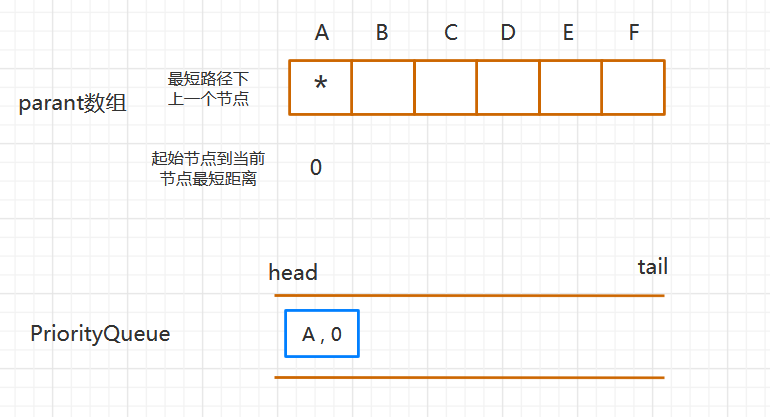 A B C D E F
最短路径下
上一个节点
parant数组
*
起始节点到当前
节点最短距离
0
head
tail
PriorityQueue
A , 0